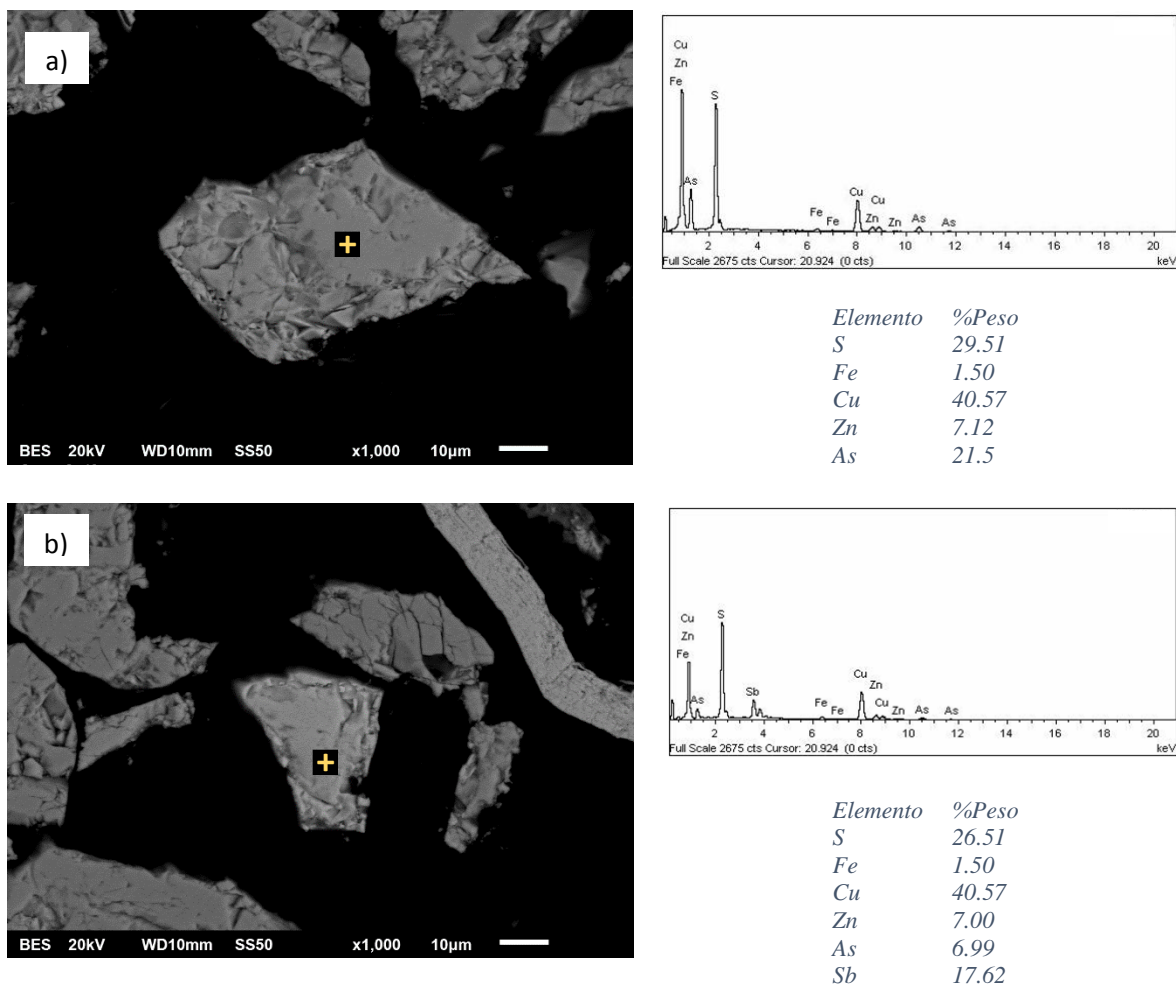 a)
BES 20kV WD10mm SS50 x1,000 10µm
Cu
Zn
Fe
S
As
Cu
Fe
Fe
Cu
Zn
Zn
As
As
2 4 6 8 10 12 14 16 18 20
Full Scale 2675 cts Cursor: 20.924 (0 cts) keV
Elemento %Peso
S 29.51
Fe 1.50
Cu 40.57
Zn 7.12
As 21.5
b)
BES 20kV WD10mm SS50 x1,000 10µm
Cu
Zn
Fe
S
As
Sb
Cu
Zn
Fe
Fe
Cu
Zn
As
As
2 4 6 8 10 12 14 16 18 20
Full Scale 2675 cts Cursor: 20.924 (0 cts) keV
Elemento %Peso
S 26.51
Fe 1.50
Cu 40.57
Zn 7.00
As 6.99
Sb 17.62